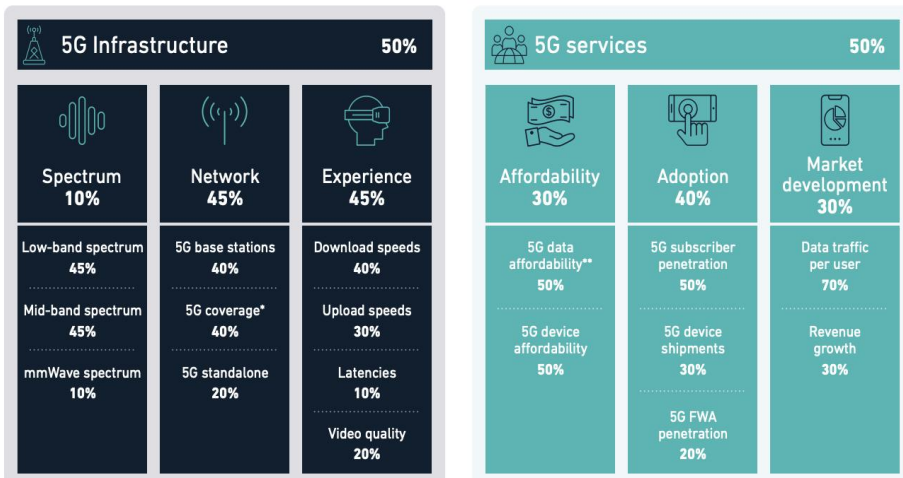 5G Infrastructure 50%
Spectrum
10%
Low-band spectrum
45%
Mid-band spectrum
45%
mmWave spectrum
10%
Network
45%
5G base stations
40%
5G coverage*
40%
5G standalone
20%
Experience
45%
Download speeds
40%
Upload speeds
30%
Latencies
10%
Video quality
20%
5G services 50%
Affordability
30%
5G data
affordability**
50%
5G device
affordability
50%
Adoption
40%
5G subscriber
penetration
50%
5G device
shipments
30%
5G FWA
penetration
20%
Market
development
30%
Data traffic
per user
70%
Revenue
growth
30%